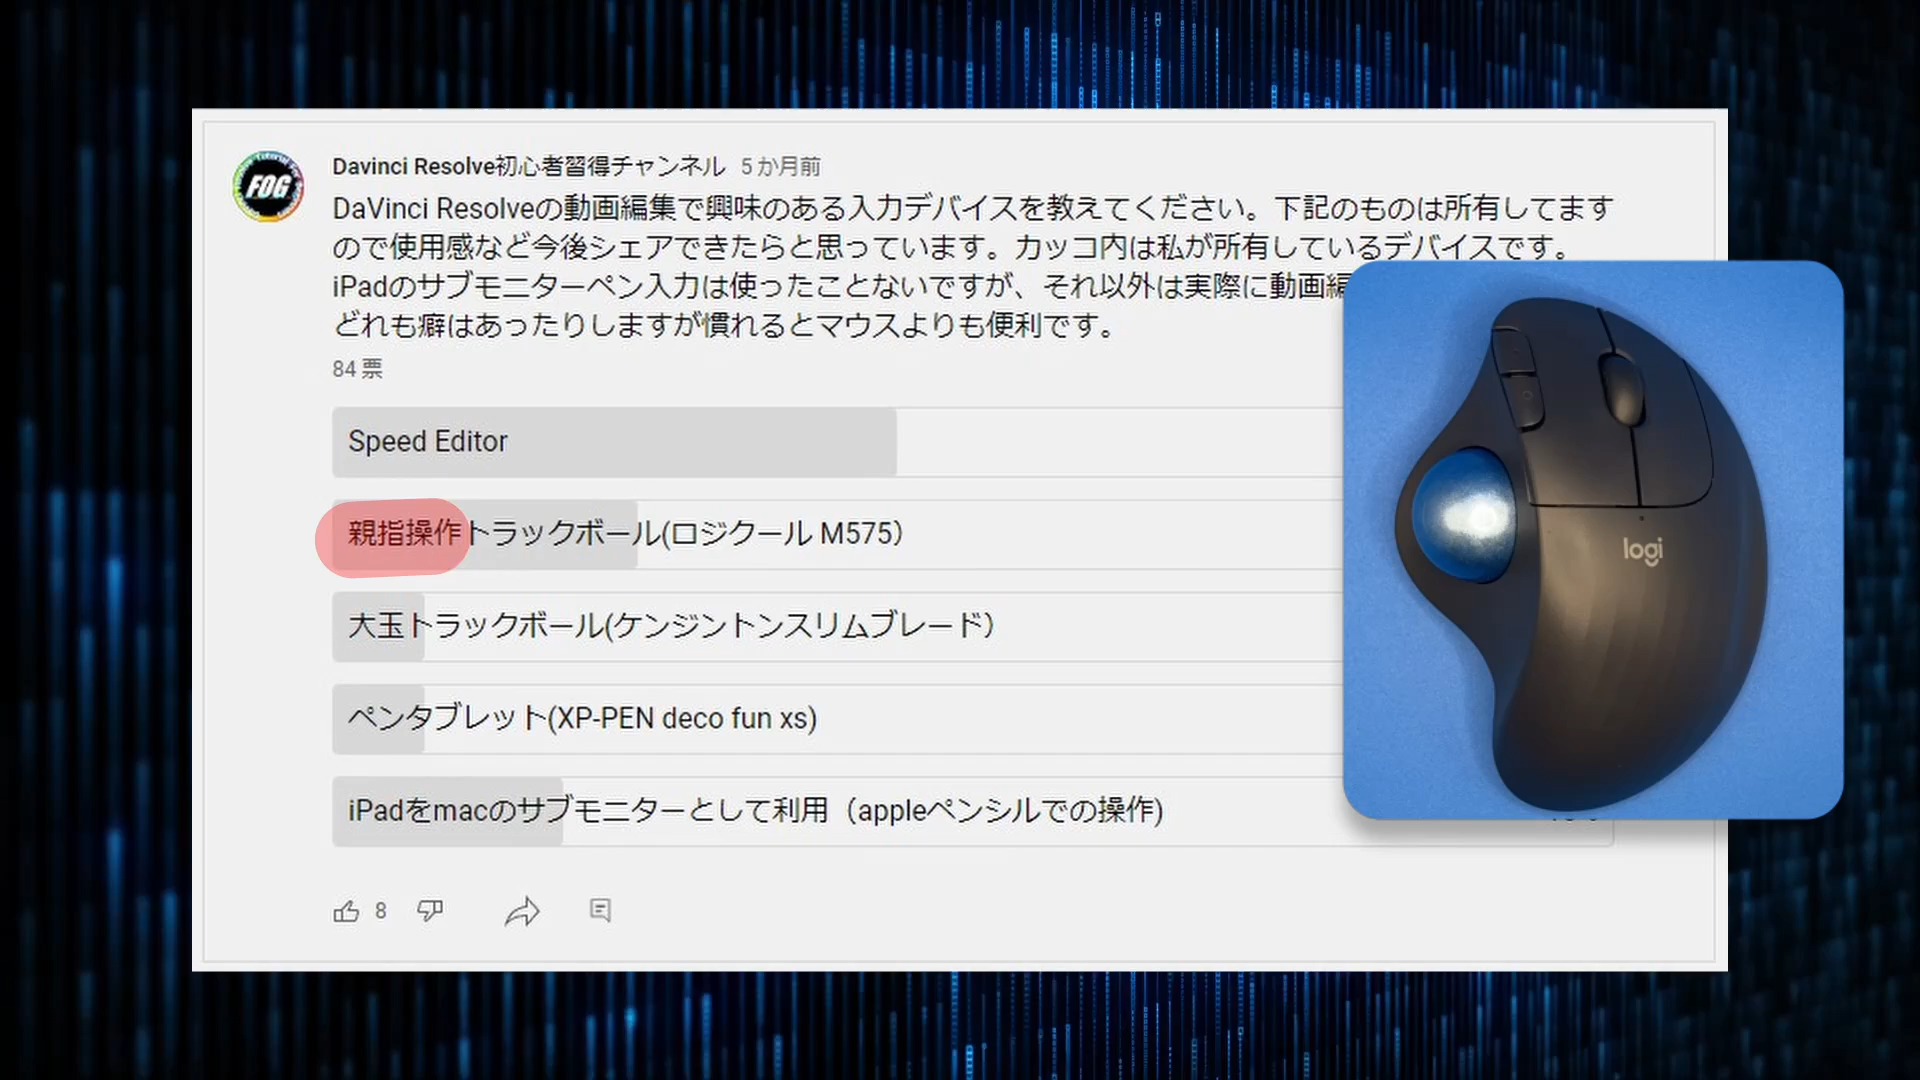 FOG
Davinci Resolve初心者習得チャンネル 5 か月前
DaVinci Resolveの動画編集で興味のある入力デバイスを教えてください。下記のものは所有してます
ので使用感など今後シェアできたらと思っています。カッコ内は私が所有しているデバイスです。
iPadのサブモニターペン入力は使ったことないですが、それ以外は実際に動画編
どれも癖はあったりしますが慣れるとマウスよりも便利です。
84 票
Speed Editor
親指操作トラックボール(ロジクール M575）
大玉トラックボール(ケンジントンスリムブレード）
ペンタブレット(XP-PEN deco fun xs)
iPadをmacのサブモニターとして利用（appleペンシルでの操作)
8
logi